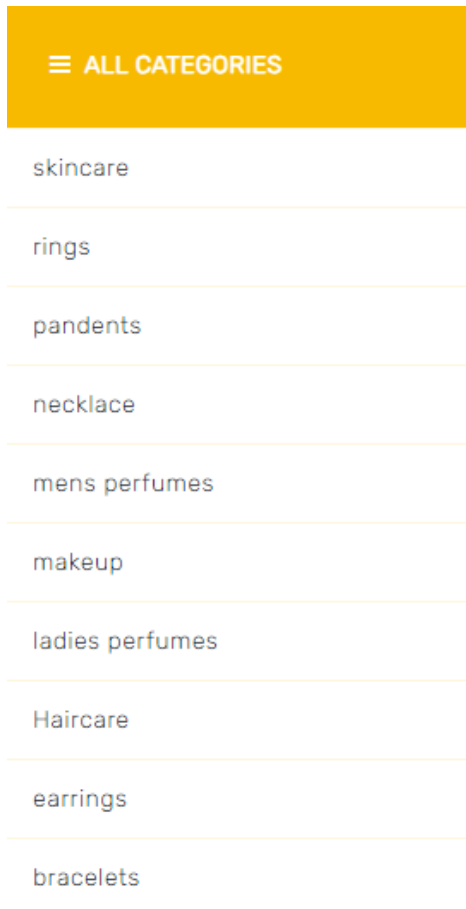 ALL CATEGORIES
skincare
rings
pandents
necklace
mens perfumes
makeup
ladies perfumes
Haircare
earrings
bracelets